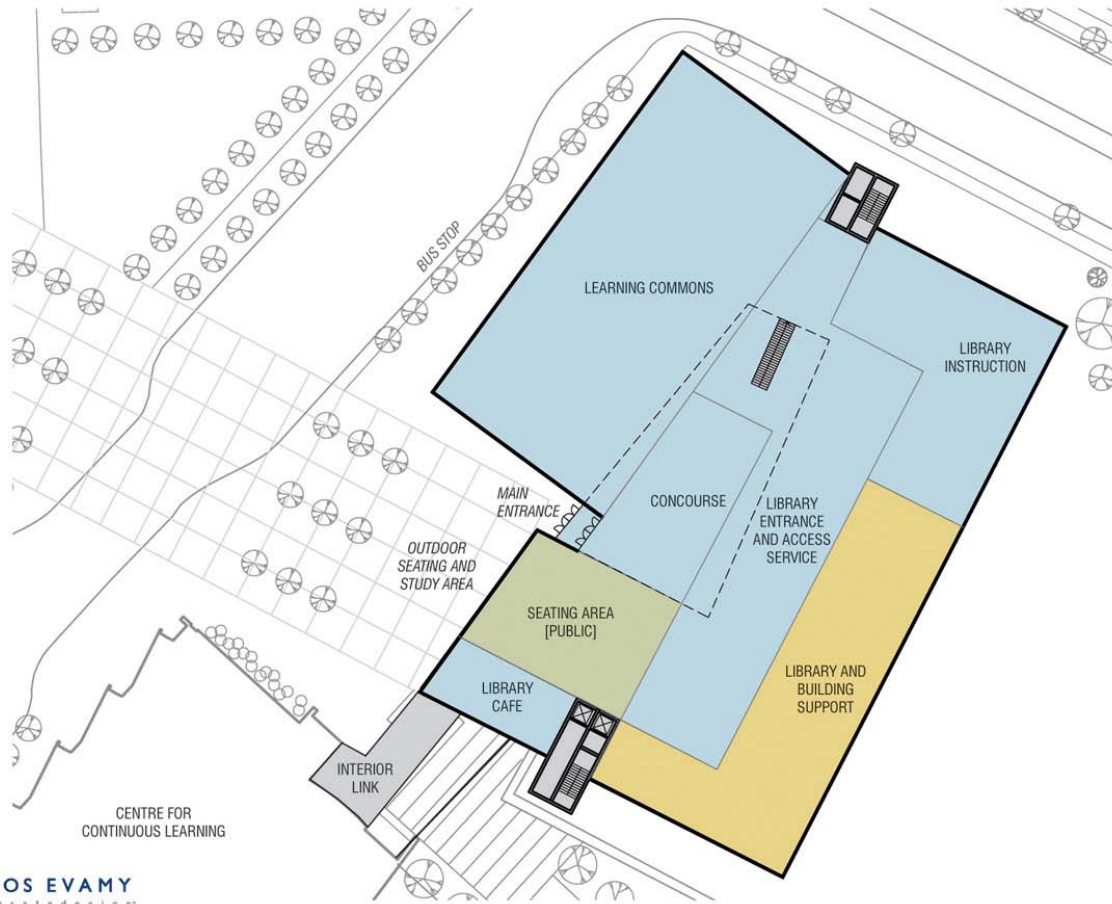 BUS STOP
LEARNING COMMONS
LIBRARY
INSTRUCTION
MAIN
ENTRANCE
CONCOURSE
LIBRARY
ENTRANCE
AND ACCESS
SERVICE
OUTDOOR
SEATING AND
STUDY AREA
SEATING AREA
[PUBLIC]
LIBRARY
CAFE
LIBRARY AND
BUILDING
SUPPORT
INTERIOR
LINK
CENTRE FOR
CONTINUOUS LEARNING
OS EVAMY